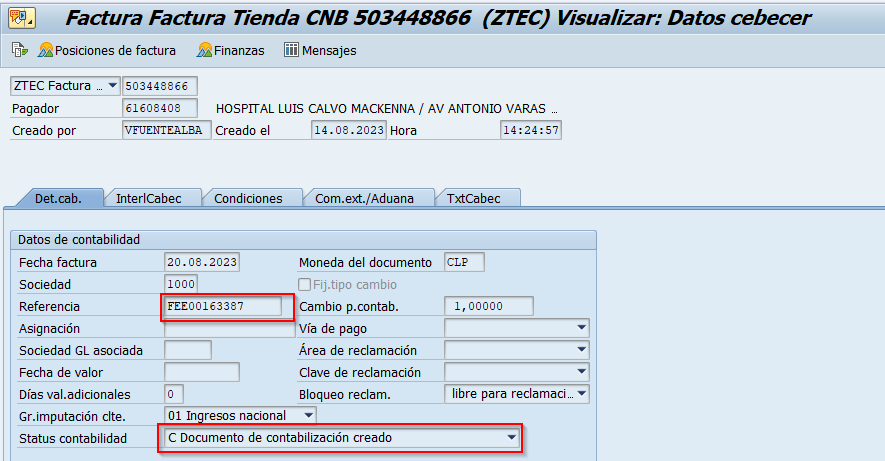 Factura Factura Tienda CNB 503448866 (ZTEC) Visualizar: Datos cebecer
Posiciones de factura Finanzas Mensajes
ZTEC Factura ... 503448866
Pagador 61608408 HOSPITAL LUIS CALVO MACKENNA / AV ANTONIO VARAS ...
Creado por VFUENTEALBA Creado el 14.08.2023 Hora 14:24:57
Det.cab. InterlCabec Condiciones Com.ext./Aduana TxtCabec
Datos de contabilidad
Fecha factura 20.08.2023 Moneda del documento CLP
Sociedad 1000 Fij.tipo cambio
Referencia FEE00163387 Cambio p.contab. 1,00000
Asignación Vía de pago
Sociedad GL asociada Área de reclamación
Fecha de valor Clave de reclamación
Días val.adicionales 0 Bloqueo reclam. libre para reclamaci...
Gr.imputación clte. 01 Ingresos nacional
Status contabilidad C Documento de contabilización creado